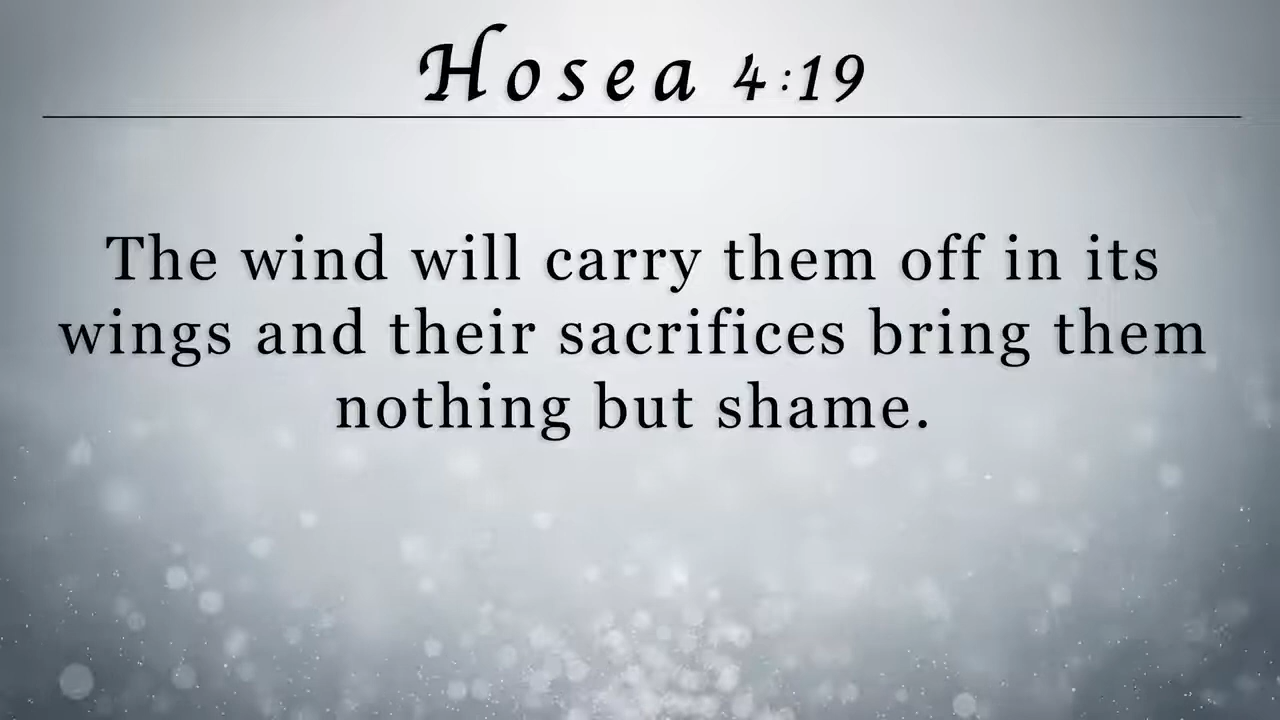 Hosea 4:19
The wind will carry them off in its
wings and their sacrifices bring them
nothing but shame.